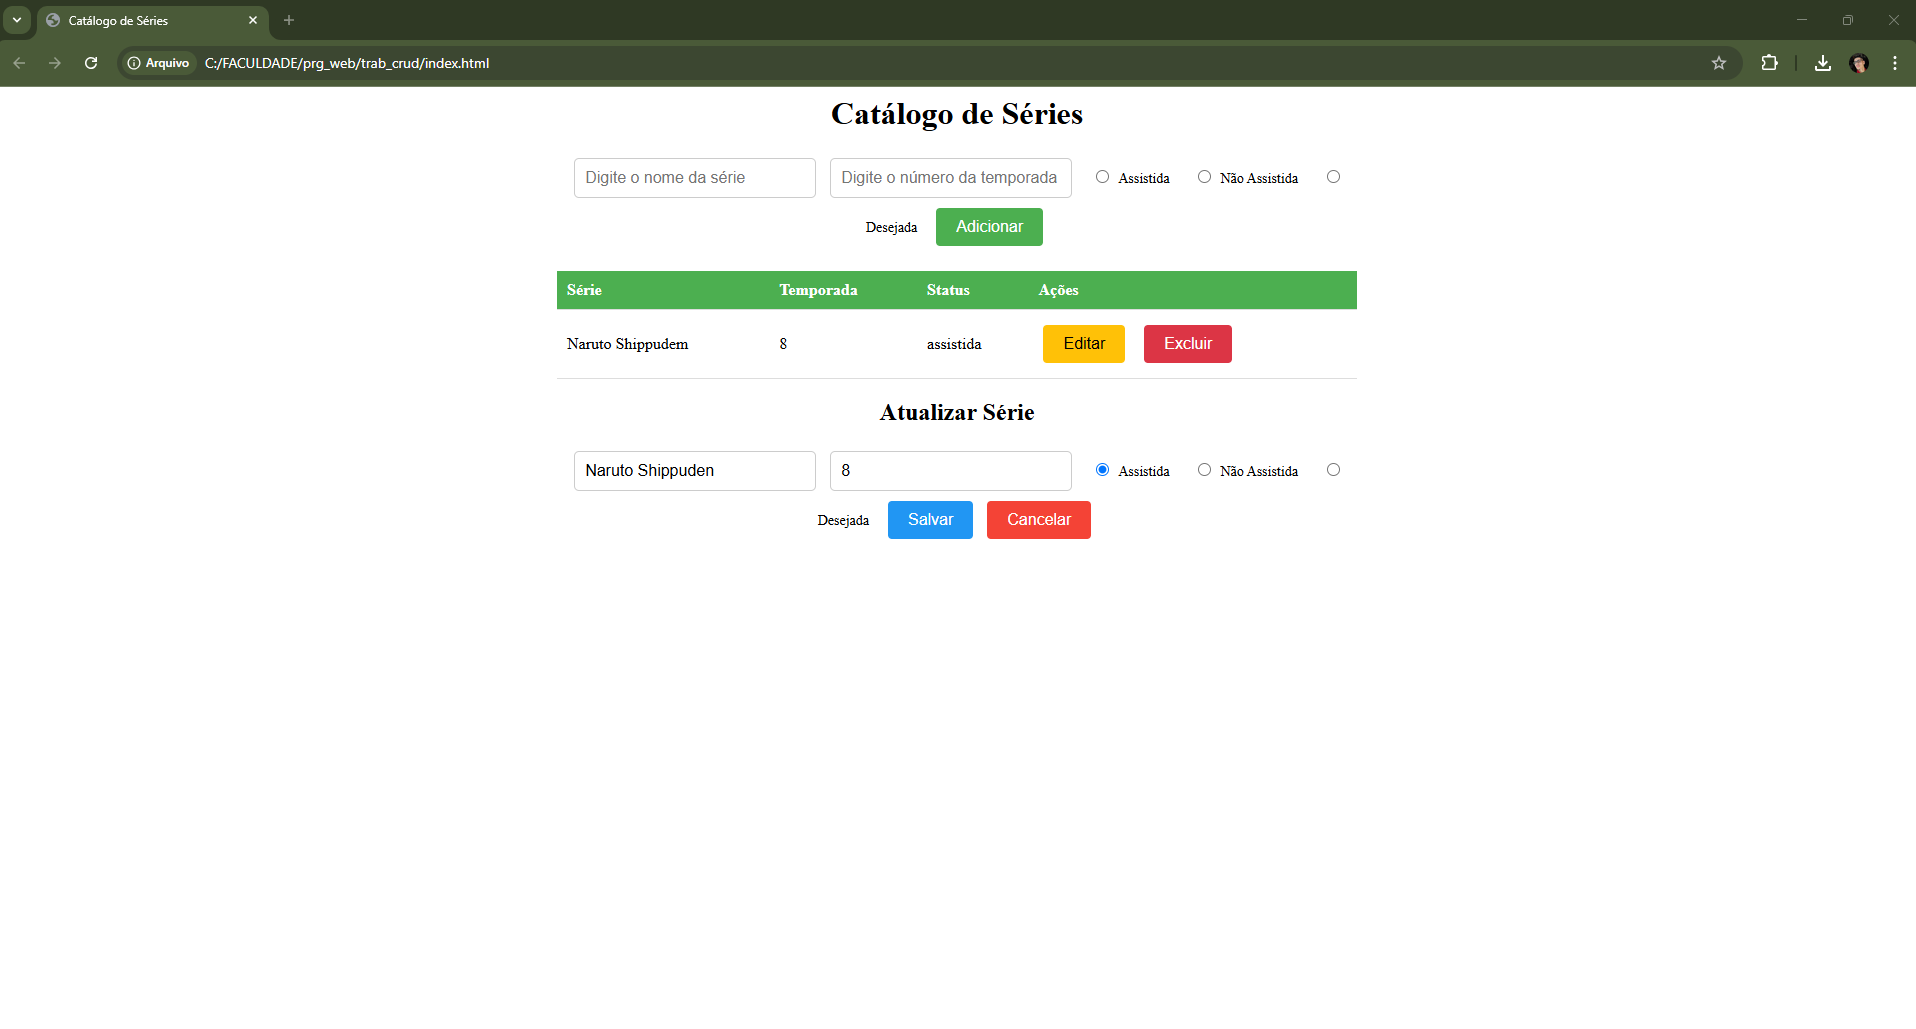 Catálogo de Séries
Arquivo C:/FACULDADE/prg_web/trab_crud/index.html
Catálogo de Séries
Digite o nome da série Digite o número da temporada Assistida Não Assistida
Desejada Adicionar
Série Temporada Status Ações
Naruto Shippudem 8 assistida Editar Excluir
Atualizar Série
Naruto Shippuden 8 Assistida Não Assistida
Desejada Salvar Cancelar